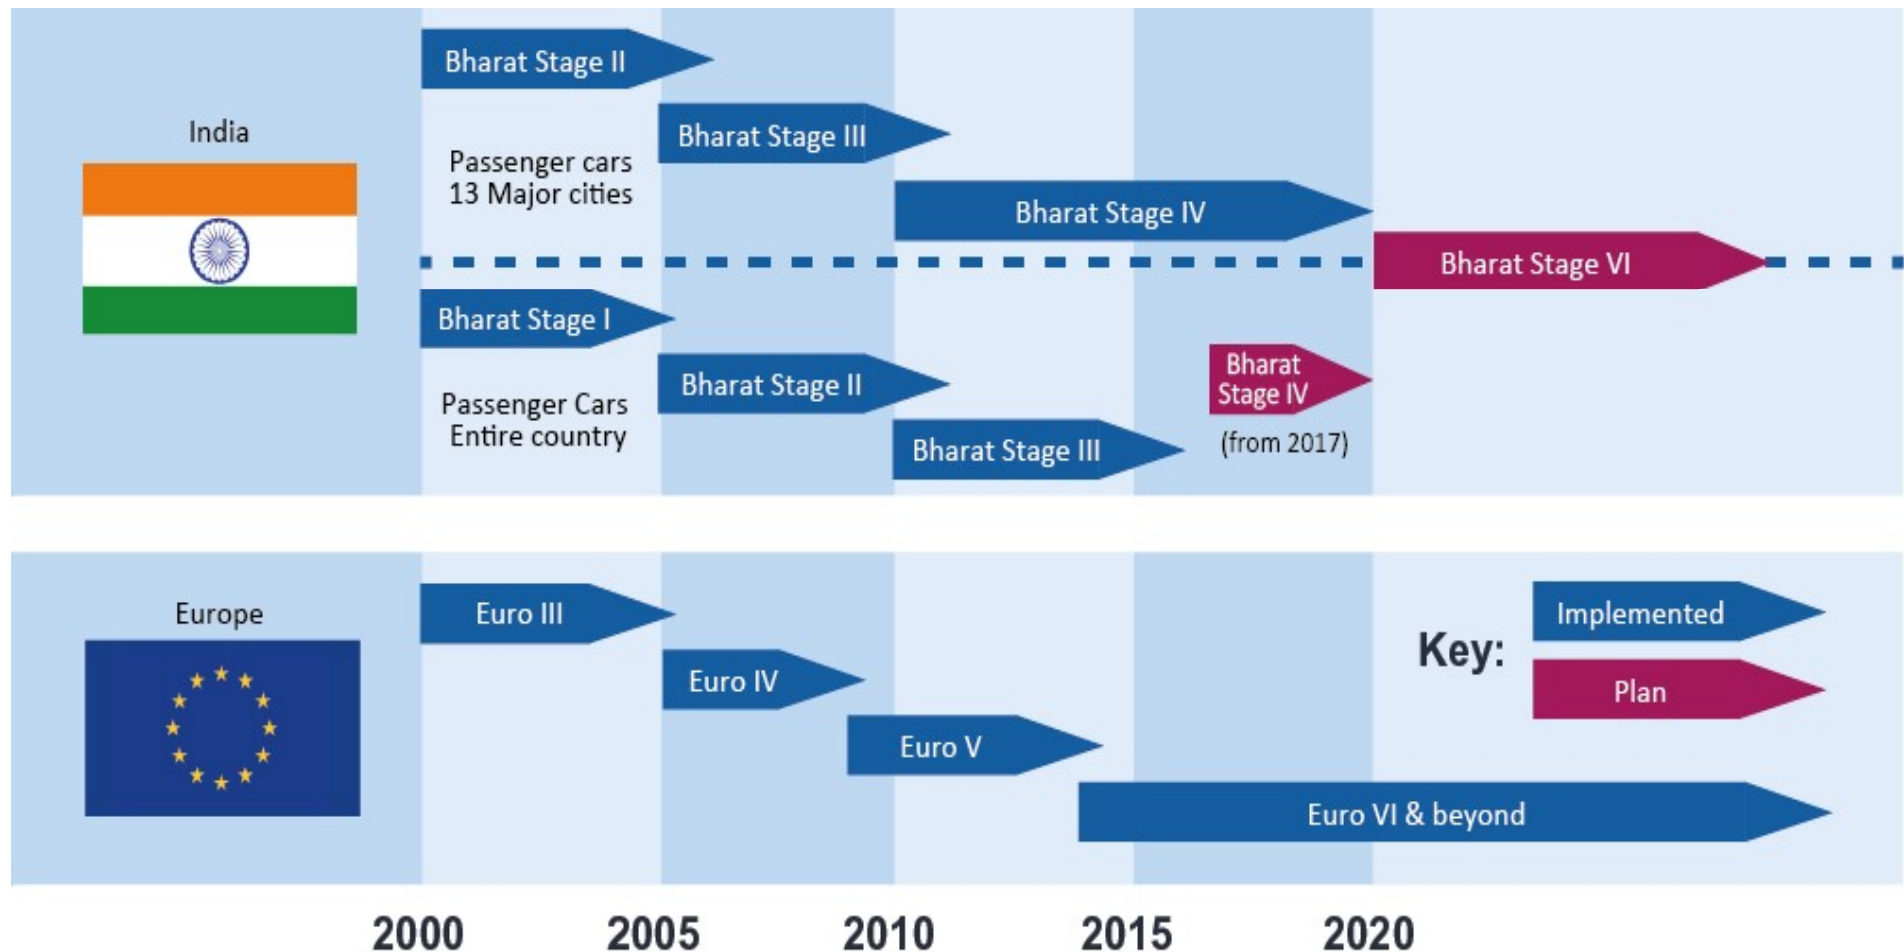 Bharat Stage II
India
Bharat Stage III
Passenger cars
13 Major cities
Bharat Stage IV
Bharat Stage VI
Bharat Stage I
Bharat
Stage IV
Bharat Stage II
Passenger Cars
Entire country
(from 2017)
Bharat Stage III
Europe
Euro III
Implemented
Key:
Euro IV
Plan
Euro V
Euro VI & beyond
2000
2005
2010
2015
2020